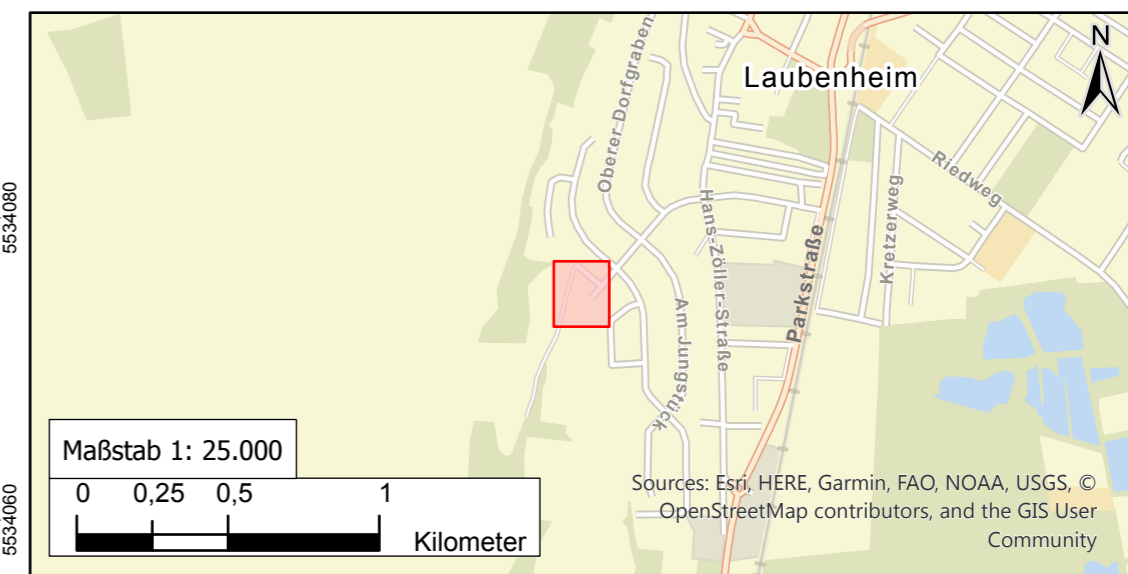 N
Laubenheim
Oberer-Dorfgraben
Riedweg
5534080
Hans-Zöller-Straße
Kretzerweg
Parkstraße
Am-Jungstück
Maßstab 1: 25.000
0 0,25 0,5 1
Kilometer
5534060
Sources: Esri, HERE, Garmin, FAO, NOAA, USGS, ©
OpenStreetMap contributors, and the GIS User
Community